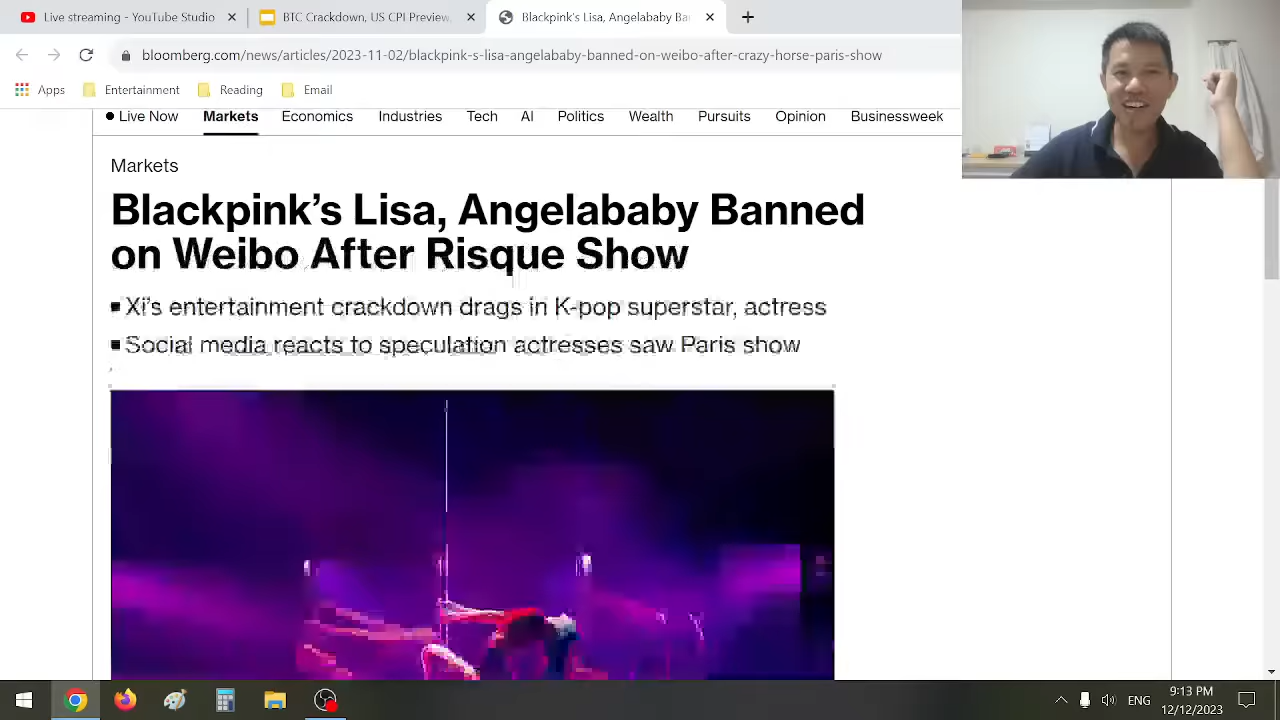 Live streaming - YouTube Studio
BTC Crackdown, US CPI Preview,
Blackpink's Lisa, Angelababy Ban
bloomberg.com/news/articles/2023-11-02/blackpink-s-lisa-angelababy-banned-on-weibo-after-crazy-horse-paris-show
Apps Entertainment Reading Email
Live Now Markets Economics Industries Tech AI Politics Wealth Pursuits Opinion Businessweek
Markets
Blackpink's Lisa, Angelababy Banned
on Weibo After Risque Show
Xi's entertainment crackdown drags in K-pop superstar, actress
Social media reacts to speculation actresses saw Paris show
ENG
9:13 PM
12/12/2023